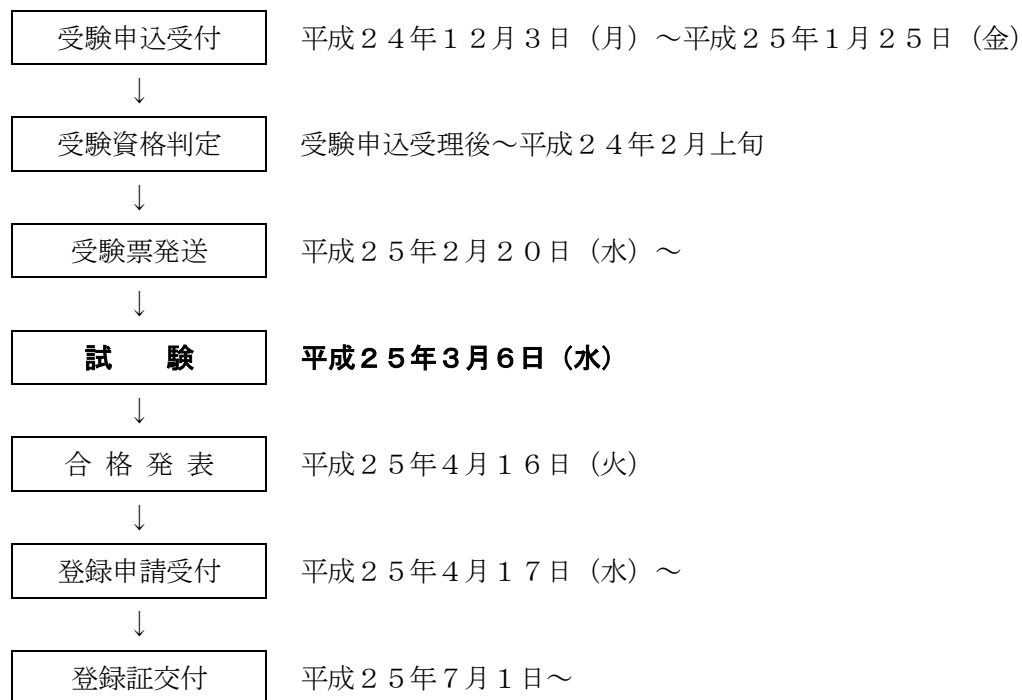 受験申込受付 平成２４年１２月３日（月）～平成２５年１月２５日（金）
↓
受験資格判定 受験申込受理後～平成２４年２月上旬
↓
受験票発送 平成２５年２月２０日（水）～
↓
試　験 平成２５年３月６日（水）
↓
合 格 発 表 平成２５年４月１６日（火）
↓
登録申請受付 平成２５年４月１７日（水）～
↓
登録証交付 平成２５年７月１日～